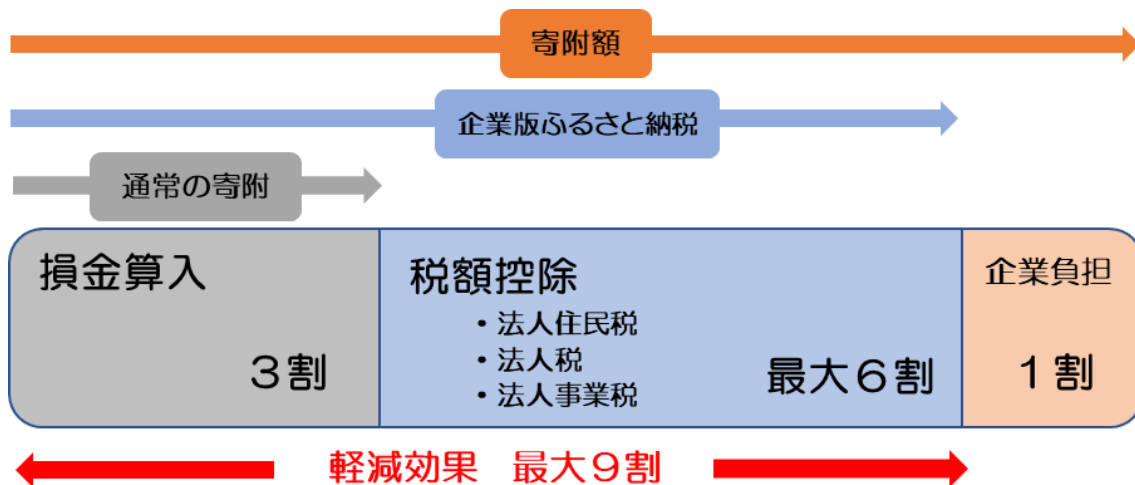 寄附額
企業版ふるさと納税
通常の寄附
損金算入
３割
税額控除
・法人住民税
・法人税
・法人事業税
最大６割
企業負担
１割
軽減効果　最大９割